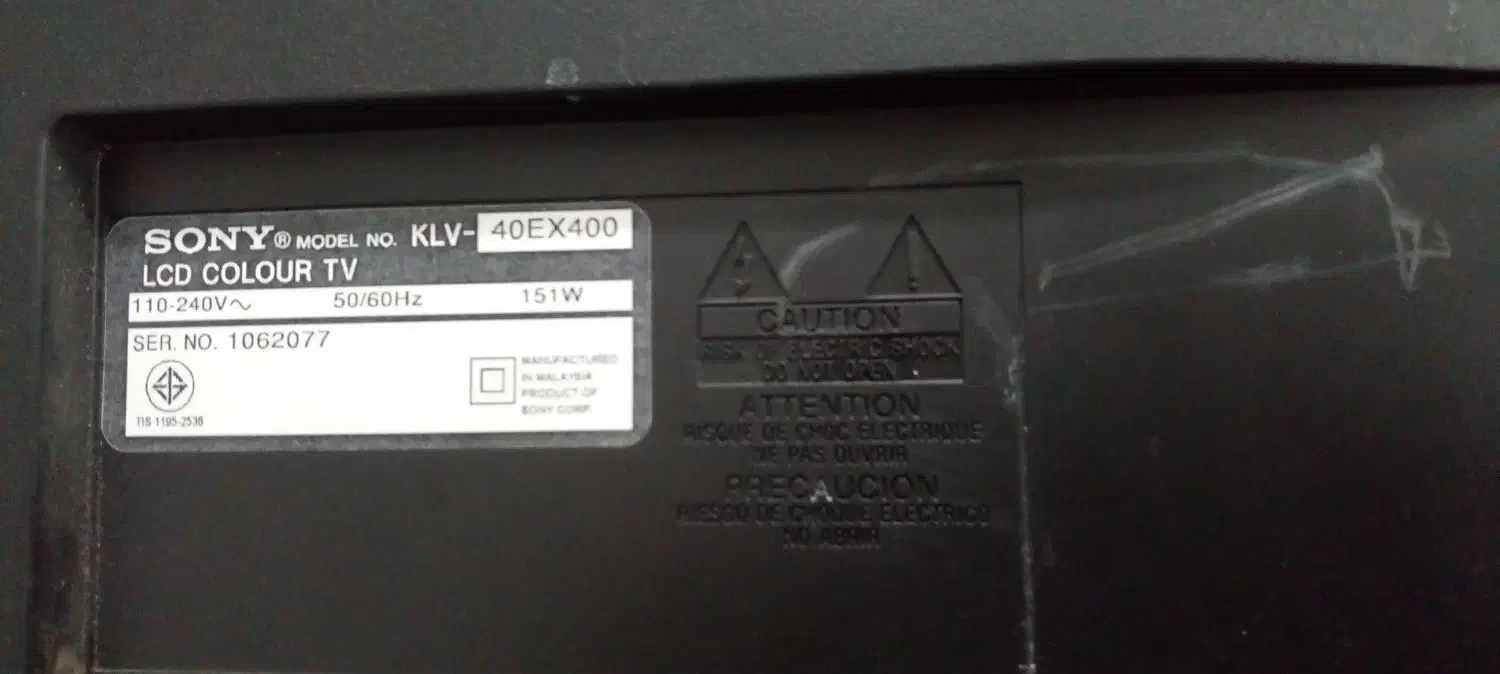 SONY® MODEL NO. KLV-40EX400
LCD COLOUR TV
110-240V~ 50/60Hz 151W
SER. NO. 1062077
TIS 1195-2536
MANUFACTURED
IN MALAYSIA
PRODUCT OF
SONY CORP.
CAUTION
RISK OF ELECTRIC SHOCK
DO NOT OPEN
ATTENTION
RISQUE DE CHOC ELECTRIQUE
NE PAS OUVRIR
PRECAUCION
RIESGO DE CHOQUE ELECTRICO
NO ABRIR